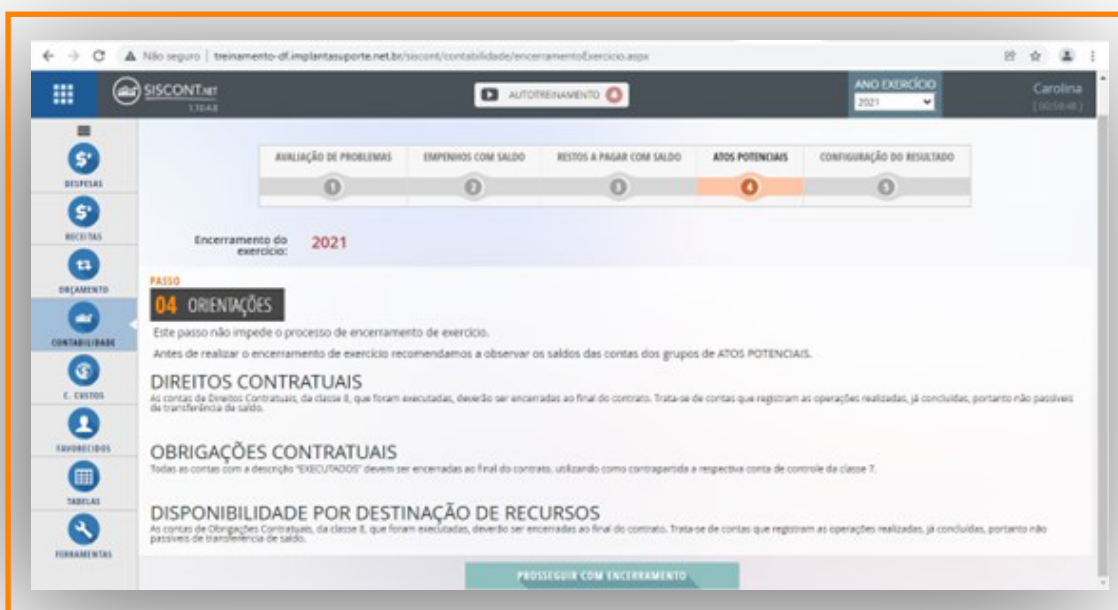 Não seguro | treinamento-df.implantasuporte.net.br/siscont/contabilidade/encerramentoExercicio.aspx
SISCONT.NET
1.10.4.8
AUTOTREINAMENTO
ANO EXERCÍCIO
2021
Carolina
DESPESAS
RECEITAS
ORÇAMENTO
CONTABILIDADE
C. CUSTOS
FAVORECIDOS
TABELAS
FERRAMENTAS
AVALIAÇÃO DE PROBLEMAS EMPENHOS COM SALDO RESTOS A PAGAR COM SALDO ATOS POTENCIAIS CONFIGURAÇÃO DO RESULTADO
1 2 3 4 5
Encerramento do
exercício: 2021
PASSO
04 ORIENTAÇÕES
Este passo não impede o processo de encerramento de exercício.
Antes de realizar o encerramento de exercício recomendamos a observar os saldos das contas dos grupos de ATOS POTENCIAIS.
DIREITOS CONTRATUAIS
As contas de Direitos Contratuais, da classe 8, que foram executadas, deverão ser encerradas ao final do contrato. Trata-se de contas que registram as operações realizadas, já concluídas, portanto não passíveis
de transferência de saldo.
OBRIGAÇÕES CONTRATUAIS
Todas as contas com a descrição "EXECUTADOS" devem ser encerradas ao final do contrato, utilizando como contrapartida a respectiva conta de controle da classe 7.
DISPONIBILIDADE POR DESTINAÇÃO DE RECURSOS
As contas de Obrigações Contratuais, da classe 8, que foram executadas, deverão ser encerradas ao final do contrato. Trata-se de contas que registram as operações realizadas, já concluídas, portanto não
passíveis de transferência de saldo.
PROSSEGUIR COM ENCERRAMENTO